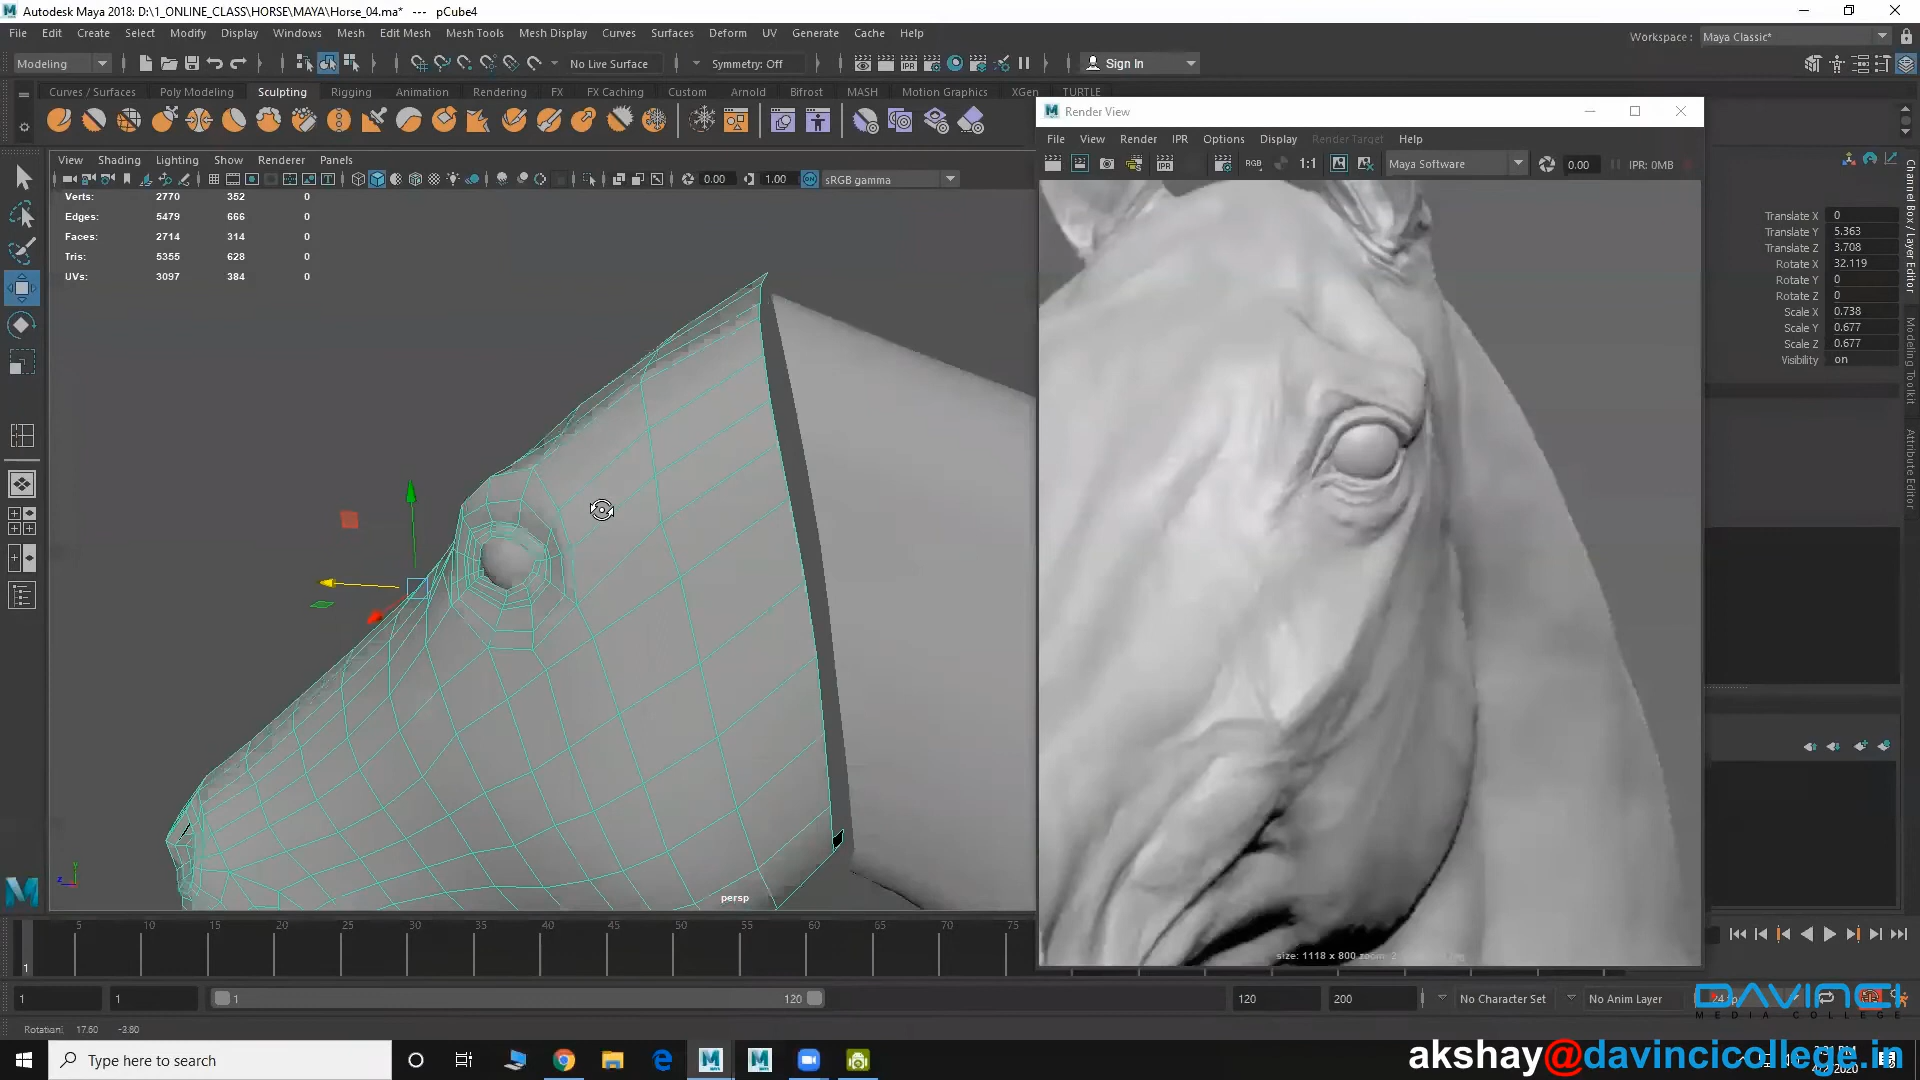 Autodesk Maya 2018: D:\1_ONLINE_CLASS\HORSE\MAYA\Horse_04.ma* --- pCube4
File Edit Create Select Modify Display Windows Mesh Edit Mesh Mesh Tools Mesh Display Curves Surfaces Deform UV Generate Cache Help
Workspace : Maya Classic*
Modeling
No Live Surface
Symmetry: Off
Sign In
Curves / Surfaces Poly Modeling Sculpting Rigging Animation Rendering FX FX Caching Custom Arnold Bifrost MASH Motion Graphics XGen TURTLE
View Shading Lighting Show Renderer Panels
0.00 1.00 sRGB gamma
Verts: 2770 352 0
Edges: 5479 666 0
Faces: 2714 314 0
Tris: 5355 628 0
UVs: 3097 384 0
persp
Render View
File View Render IPR Options Display Render Target Help
RGB 1:1 Maya Software 0.00 IPR: 0MB
size: 1118 x 800 zoom: 2
Translate X 0
Translate Y 5.363
Translate Z 3.708
Rotate X 32.119
Rotate Y 0
Rotate Z 0
Scale X 0.738
Scale Y 0.677
Scale Z 0.677
Visibility on
Channel Box / Layer Editor
Modeling Toolkit
Attribute Editor
5 10 15 20 25 30 35 40 45 50 55 60 65 70 75
1
1 1 1 120 120 200 No Character Set No Anim Layer
DAVINCI
MEDIA COLLEGE
Rotation: 17.60 -3.80
Type here to search
akshay@davincicollege.in